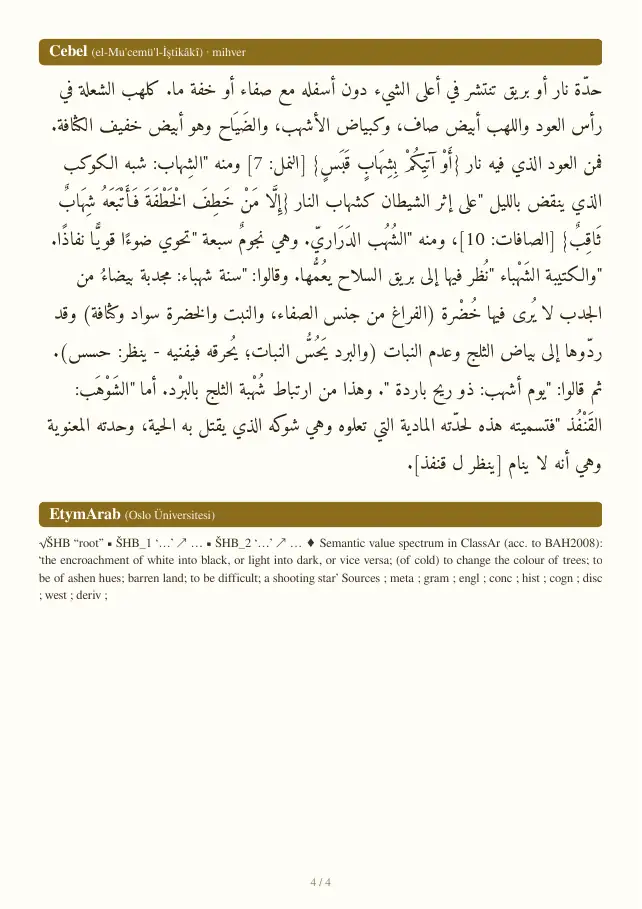 Cebel (el-Mu'cemü'l-İştikâkî) · mihver
حدّة نار أو بريق تنتشر في أعلى الشيء دون أسفله مع صفاء أو خفة ما. كلهب الشعلة في
رأس العود واللهب أبيض صاف، وكبياض الأشهب، والضَيَاح وهو أبيض خفيف الكثافة.
فمن العود الذي فيه نار {أَوْ آتِيكُمْ بِشِهَابٍ قَبَسٍ} [النمل: 7] ومنه "الشِهاب: شبه الكوكب
الذي ينقض بالليل "على إثر الشيطان كشهاب النار {إِلَّا مَنْ خَطِفَ الْخَطْفَةَ فَأَتْبَعَهُ شِهَابٌ
ثَاقِبٌ} [الصافات: 10]، ومنه "الشُهُب الدَرَاريّ. وهي نجومٌ سبعة "تحوي ضوءًا قويًّا نفاذًا.
"والكتيبة الشَهْباء "نُظر فيها إلى بريق السلاح يعُمُّها. وقالوا: "سنة شهباء: مجدبة بيضاءُ من
الجدب لا يُرى فيها خُضْرة (الفراغ من جنس الصفاء، والنبت والخضرة سواد وكثافة) وقد
ردّوها إلى بياض الثلج وعدم النبات (والبرد يَحُسُّ النبات؛ يُحرقه فيفنيه - ينظر: حسس).
ثم قالوا: "يوم أشهب: ذو ريح باردة ". وهذا من ارتباط شُهْبة الثلج بالبرْد. أما "الشَوْهَب:
القَنْفُذ "فتسميته هذه لحدّته المادية التي تعلوه وهي شوكه الذي يقتل به الحية، وحدته المعنوية
وهي أنه لا ينام [ينظر ل قنفذ].
EtymArab (Oslo Üniversitesi)
√ŠHB “root” ▪ ŠHB_1 ‘…’ ↗ … ▪ ŠHB_2 ‘…’ ↗ … ♦ Semantic value spectrum in ClassAr (acc. to BAH2008):
‘the encroachment of white into black, or light into dark, or vice versa; (of cold) to change the colour of trees; to
be of ashen hues; barren land; to be difficult; a shooting star’ Sources ; meta ; gram ; engl ; conc ; hist ; cogn ; disc
; west ; deriv ;
4 / 4